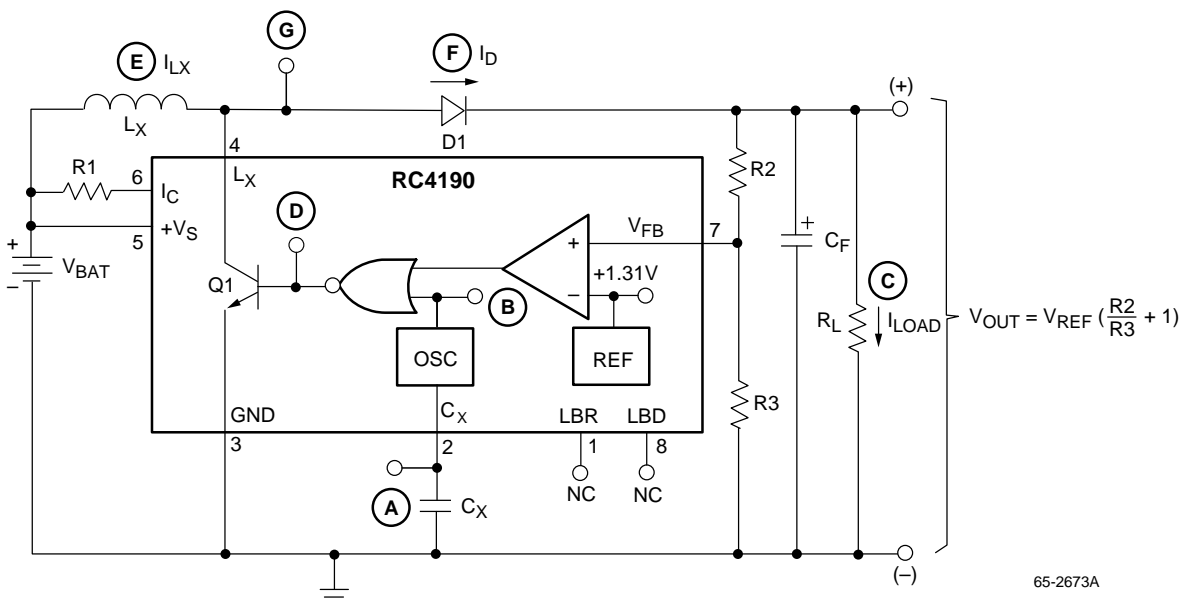 G
E I_LX
F I_D
(+)
L_X
D1
4
R1
6
I_C
L_X
RC4190
R2
5
+V_S
D
V_FB
7
+
V_BAT
–
Q1
B
+
+1.31V
–
+
C_F
C
R_L
I_LOAD
V_OUT = V_REF (R2/R3 + 1)
OSC
REF
R3
GND
C_X
LBR
LBD
3
2
1
8
NC
NC
A
C_X
(–)
65-2673A